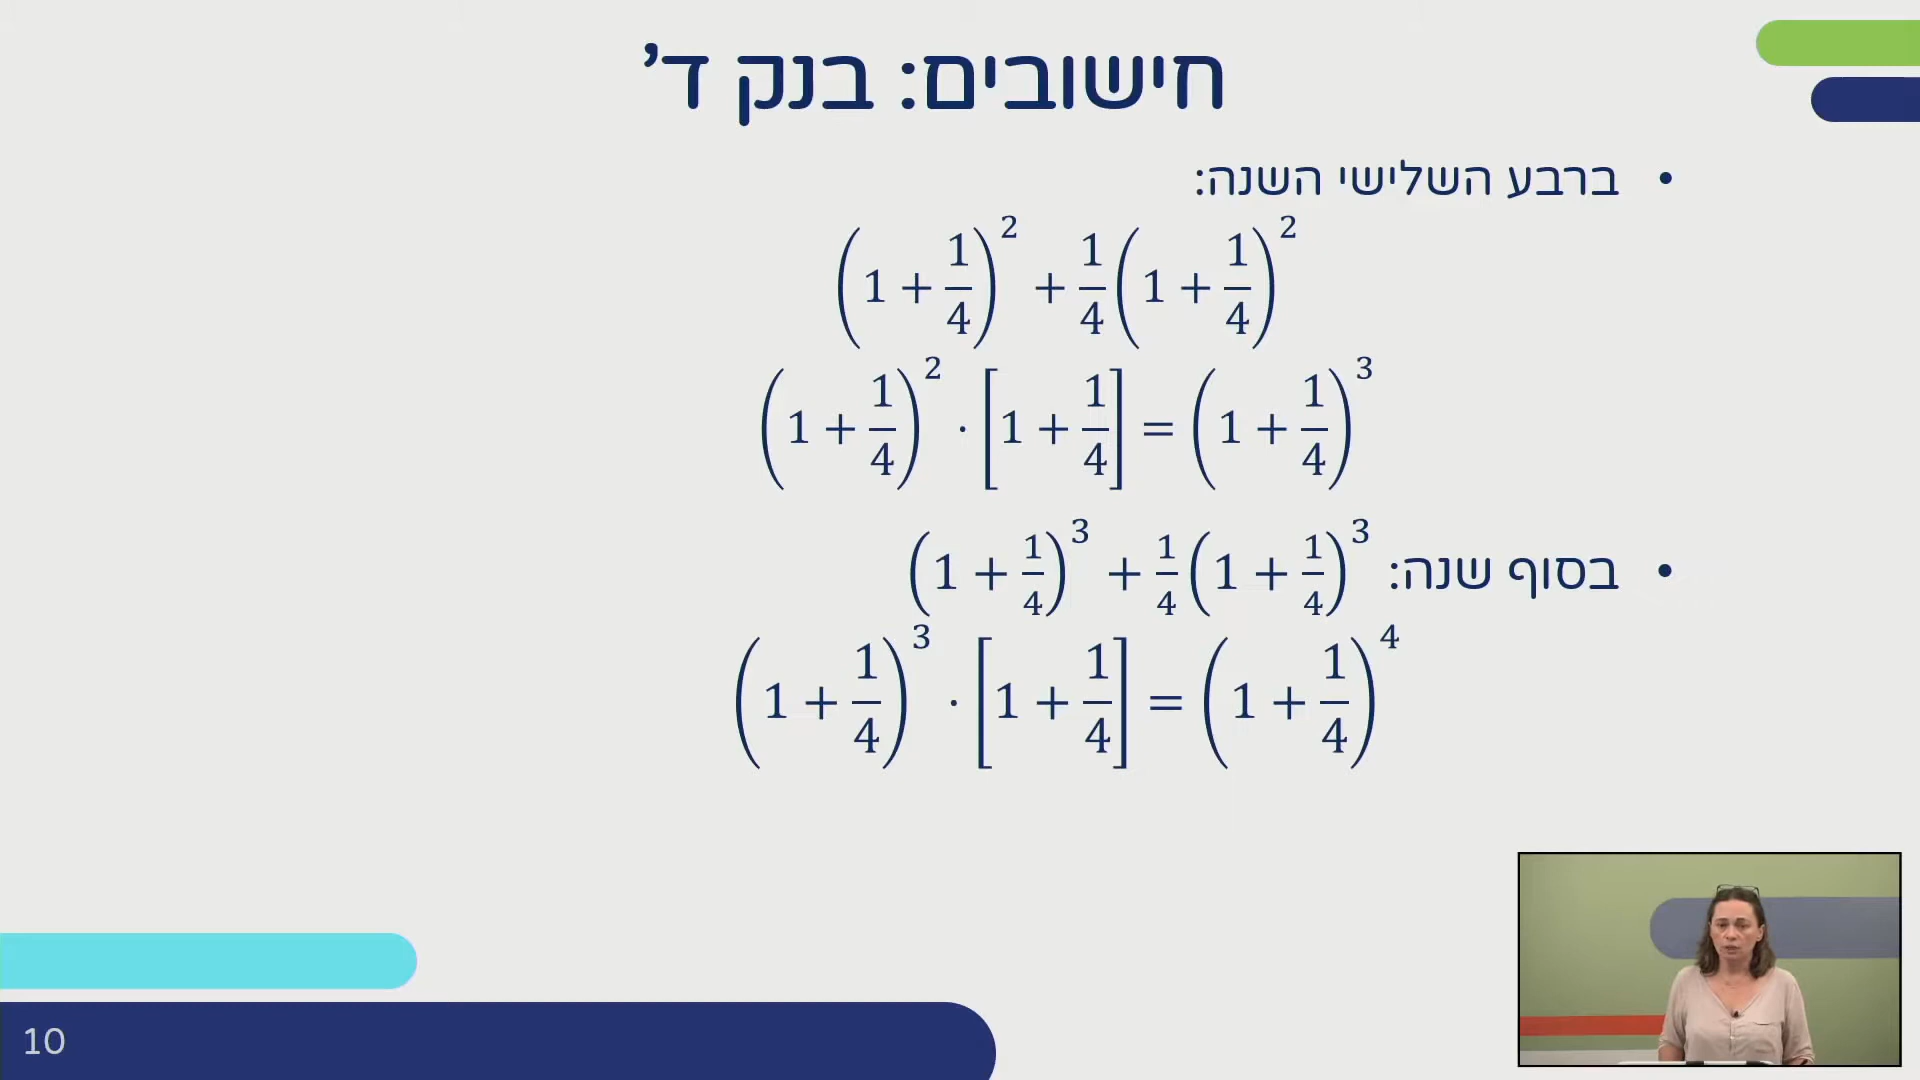 חישובים: בנק ד'
• ברבע השלישי השנה:
(1 + 1/4)^2 + 1/4 (1 + 1/4)^2
(1 + 1/4)^2 · [1 + 1/4] = (1 + 1/4)^3
• בסוף שנה: (1 + 1/4)^3 + 1/4 (1 + 1/4)^3
(1 + 1/4)^3 · [1 + 1/4] = (1 + 1/4)^4
10